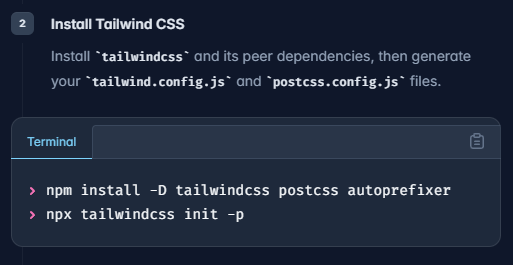 2 Install Tailwind CSS
Install `tailwindcss` and its peer dependencies, then generate
your `tailwind.config.js` and `postcss.config.js` files.
Terminal
> npm install -D tailwindcss postcss autoprefixer
> npx tailwindcss init -p